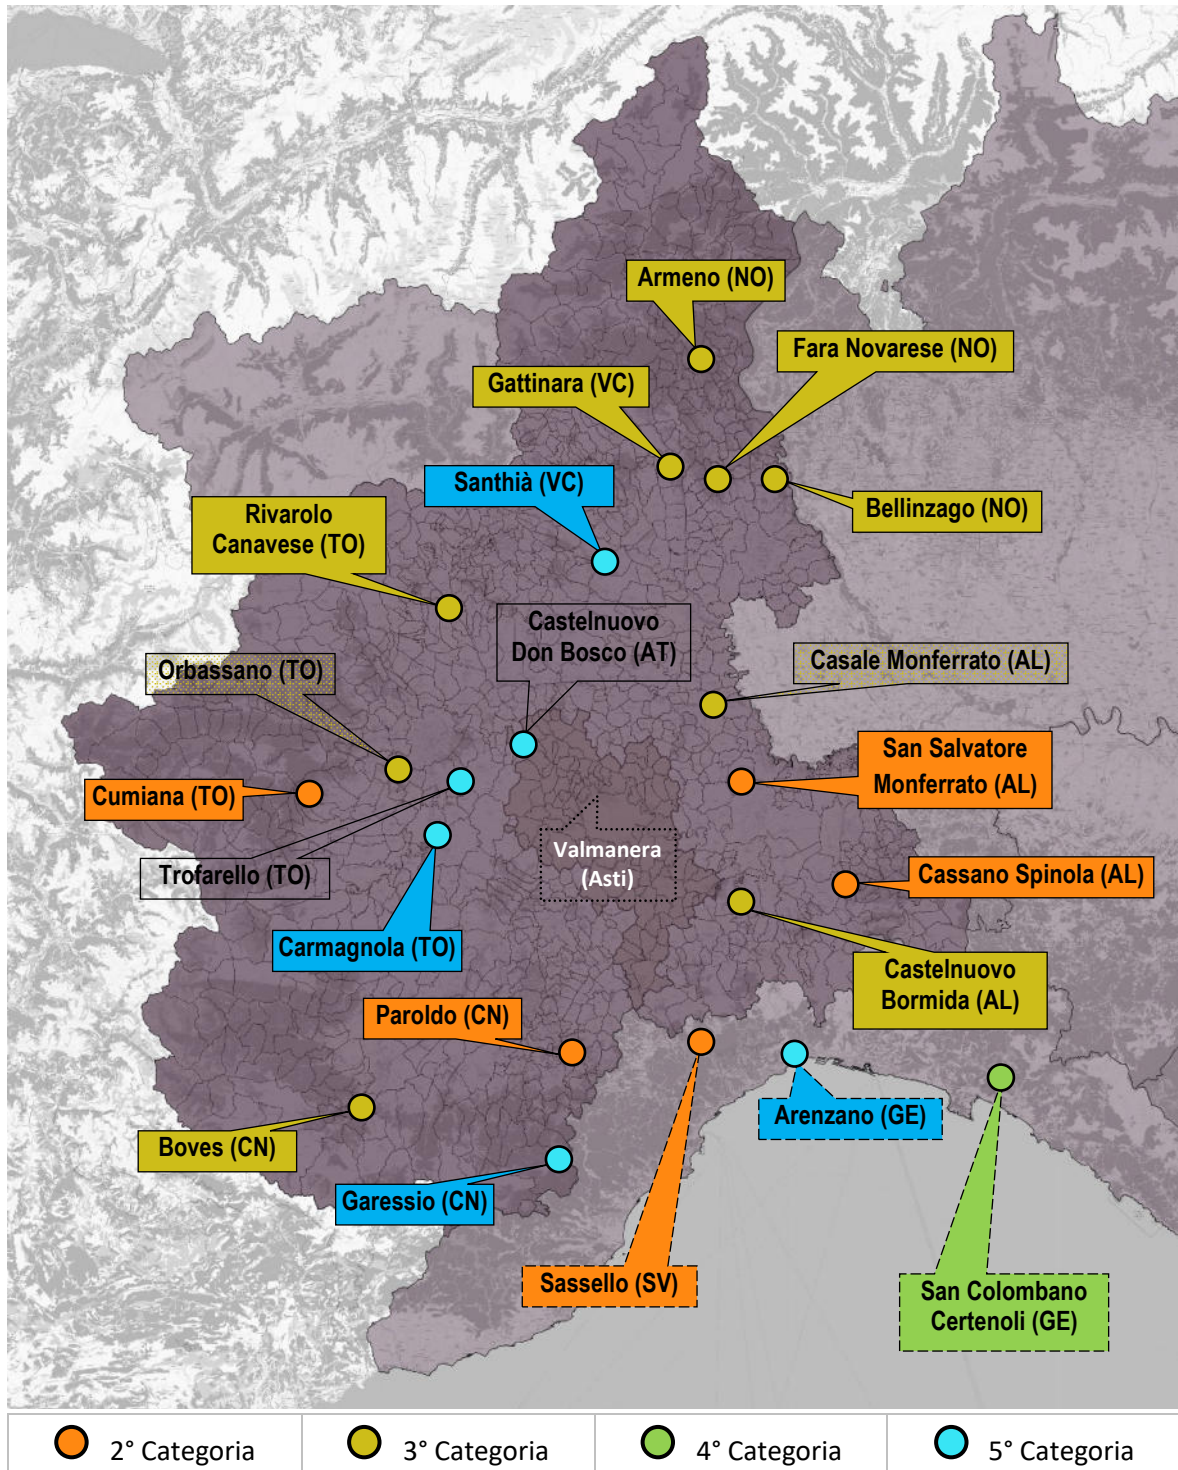 Armeno (NO)
Fara Novarese (NO)
Gattinara (VC)
Santhià (VC)
Bellinzago (NO)
Rivarolo
Canavese (TO)
Castelnuovo
Don Bosco (AT)
Orbassano (TO)
Casale Monferrato (AL)
San Salvatore
Monferrato (AL)
Cumiana (TO)
Valmanera
(Asti)
Trofarello (TO)
Cassano Spinola (AL)
Carmagnola (TO)
Castelnuovo
Bormida (AL)
Paroldo (CN)
Arenzano (GE)
Boves (CN)
Garessio (CN)
Sassello (SV)
San Colombano
Certenoli (GE)
2° Categoria
3° Categoria
4° Categoria
5° Categoria